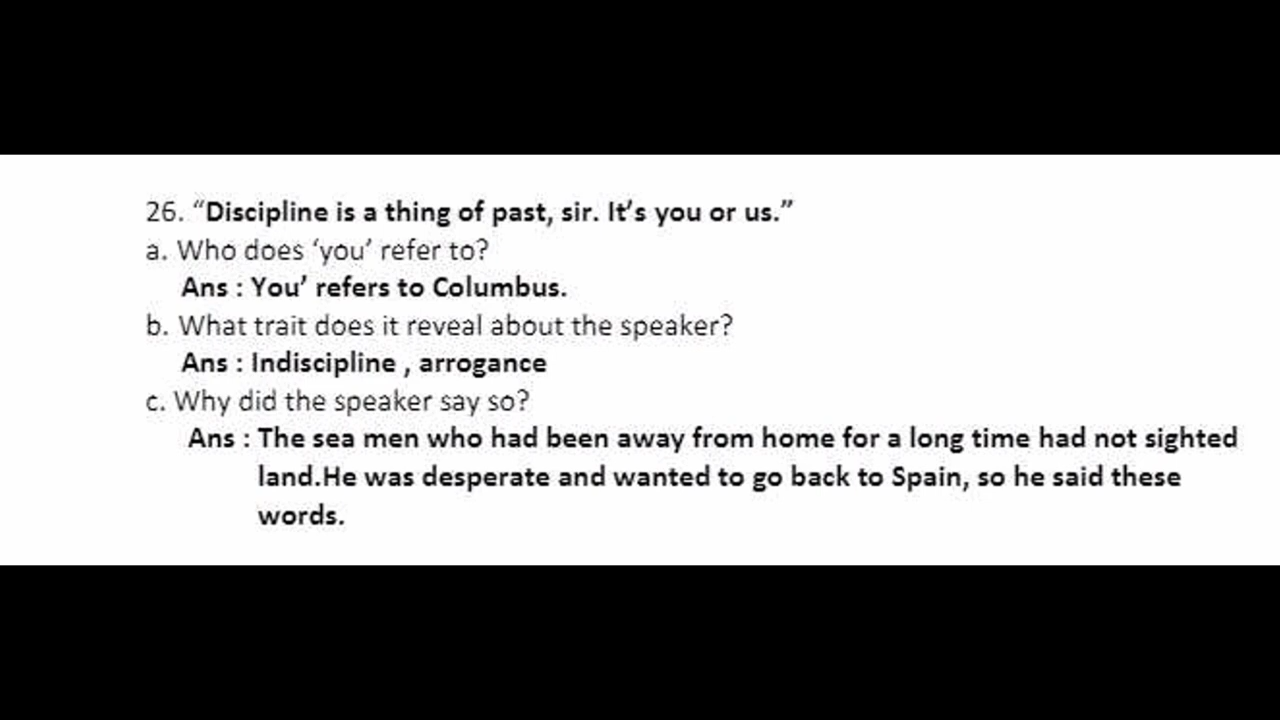 26. “Discipline is a thing of past, sir. It’s you or us.”
a. Who does ‘you’ refer to?
Ans : You’ refers to Columbus.
b. What trait does it reveal about the speaker?
Ans : Indiscipline , arrogance
c. Why did the speaker say so?
Ans : The sea men who had been away from home for a long time had not sighted
land.He was desperate and wanted to go back to Spain, so he said these
words.